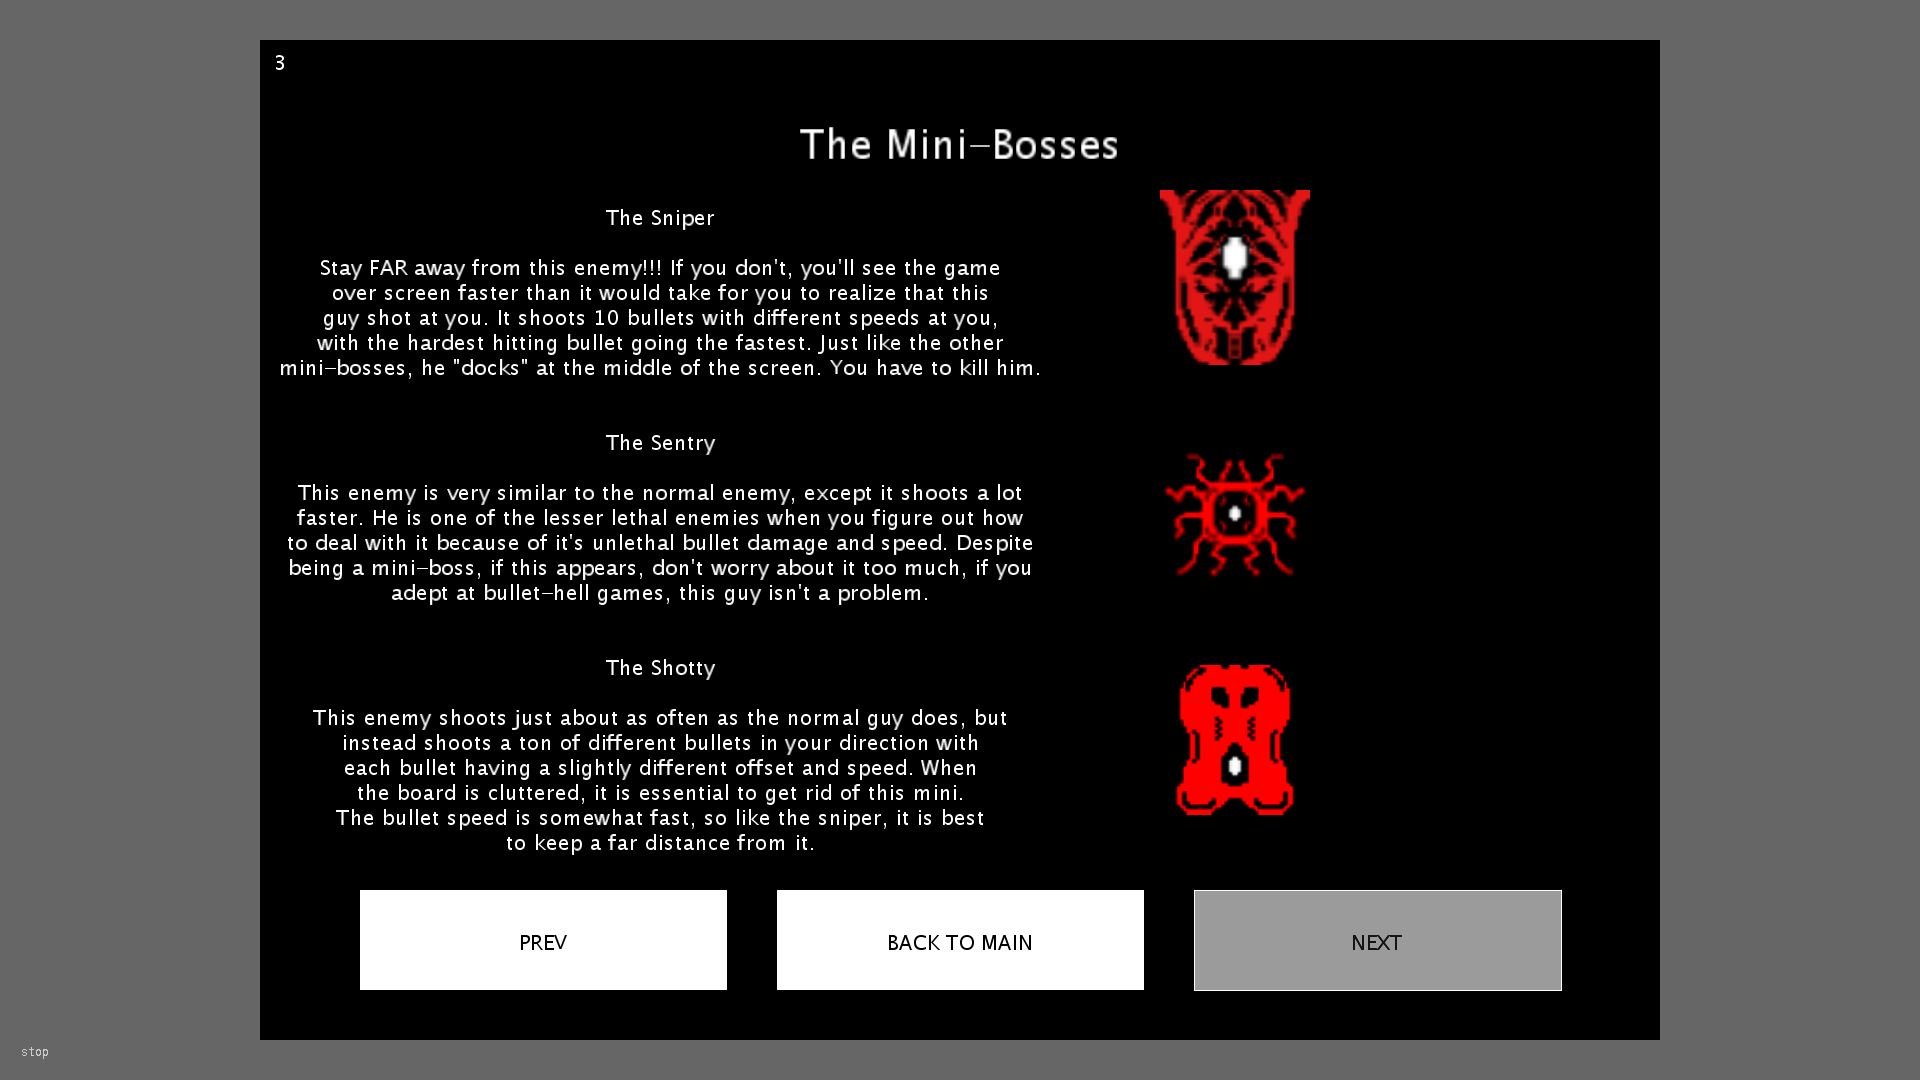 3
The Mini-Bosses
The Sniper
Stay FAR away from this enemy!!! If you don't, you'll see the game
over screen faster than it would take for you to realize that this
guy shot at you. It shoots 10 bullets with different speeds at you,
with the hardest hitting bullet going the fastest. Just like the other
mini-bosses, he "docks" at the middle of the screen. You have to kill him.
The Sentry
This enemy is very similar to the normal enemy, except it shoots a lot
faster. He is one of the lesser lethal enemies when you figure out how
to deal with it because of it's unlethal bullet damage and speed. Despite
being a mini-boss, if this appears, don't worry about it too much, if you
adept at bullet-hell games, this guy isn't a problem.
The Shotty
This enemy shoots just about as often as the normal guy does, but
instead shoots a ton of different bullets in your direction with
each bullet having a slightly different offset and speed. When
the board is cluttered, it is essential to get rid of this mini.
The bullet speed is somewhat fast, so like the sniper, it is best
to keep a far distance from it.
PREV
BACK TO MAIN
NEXT
stop